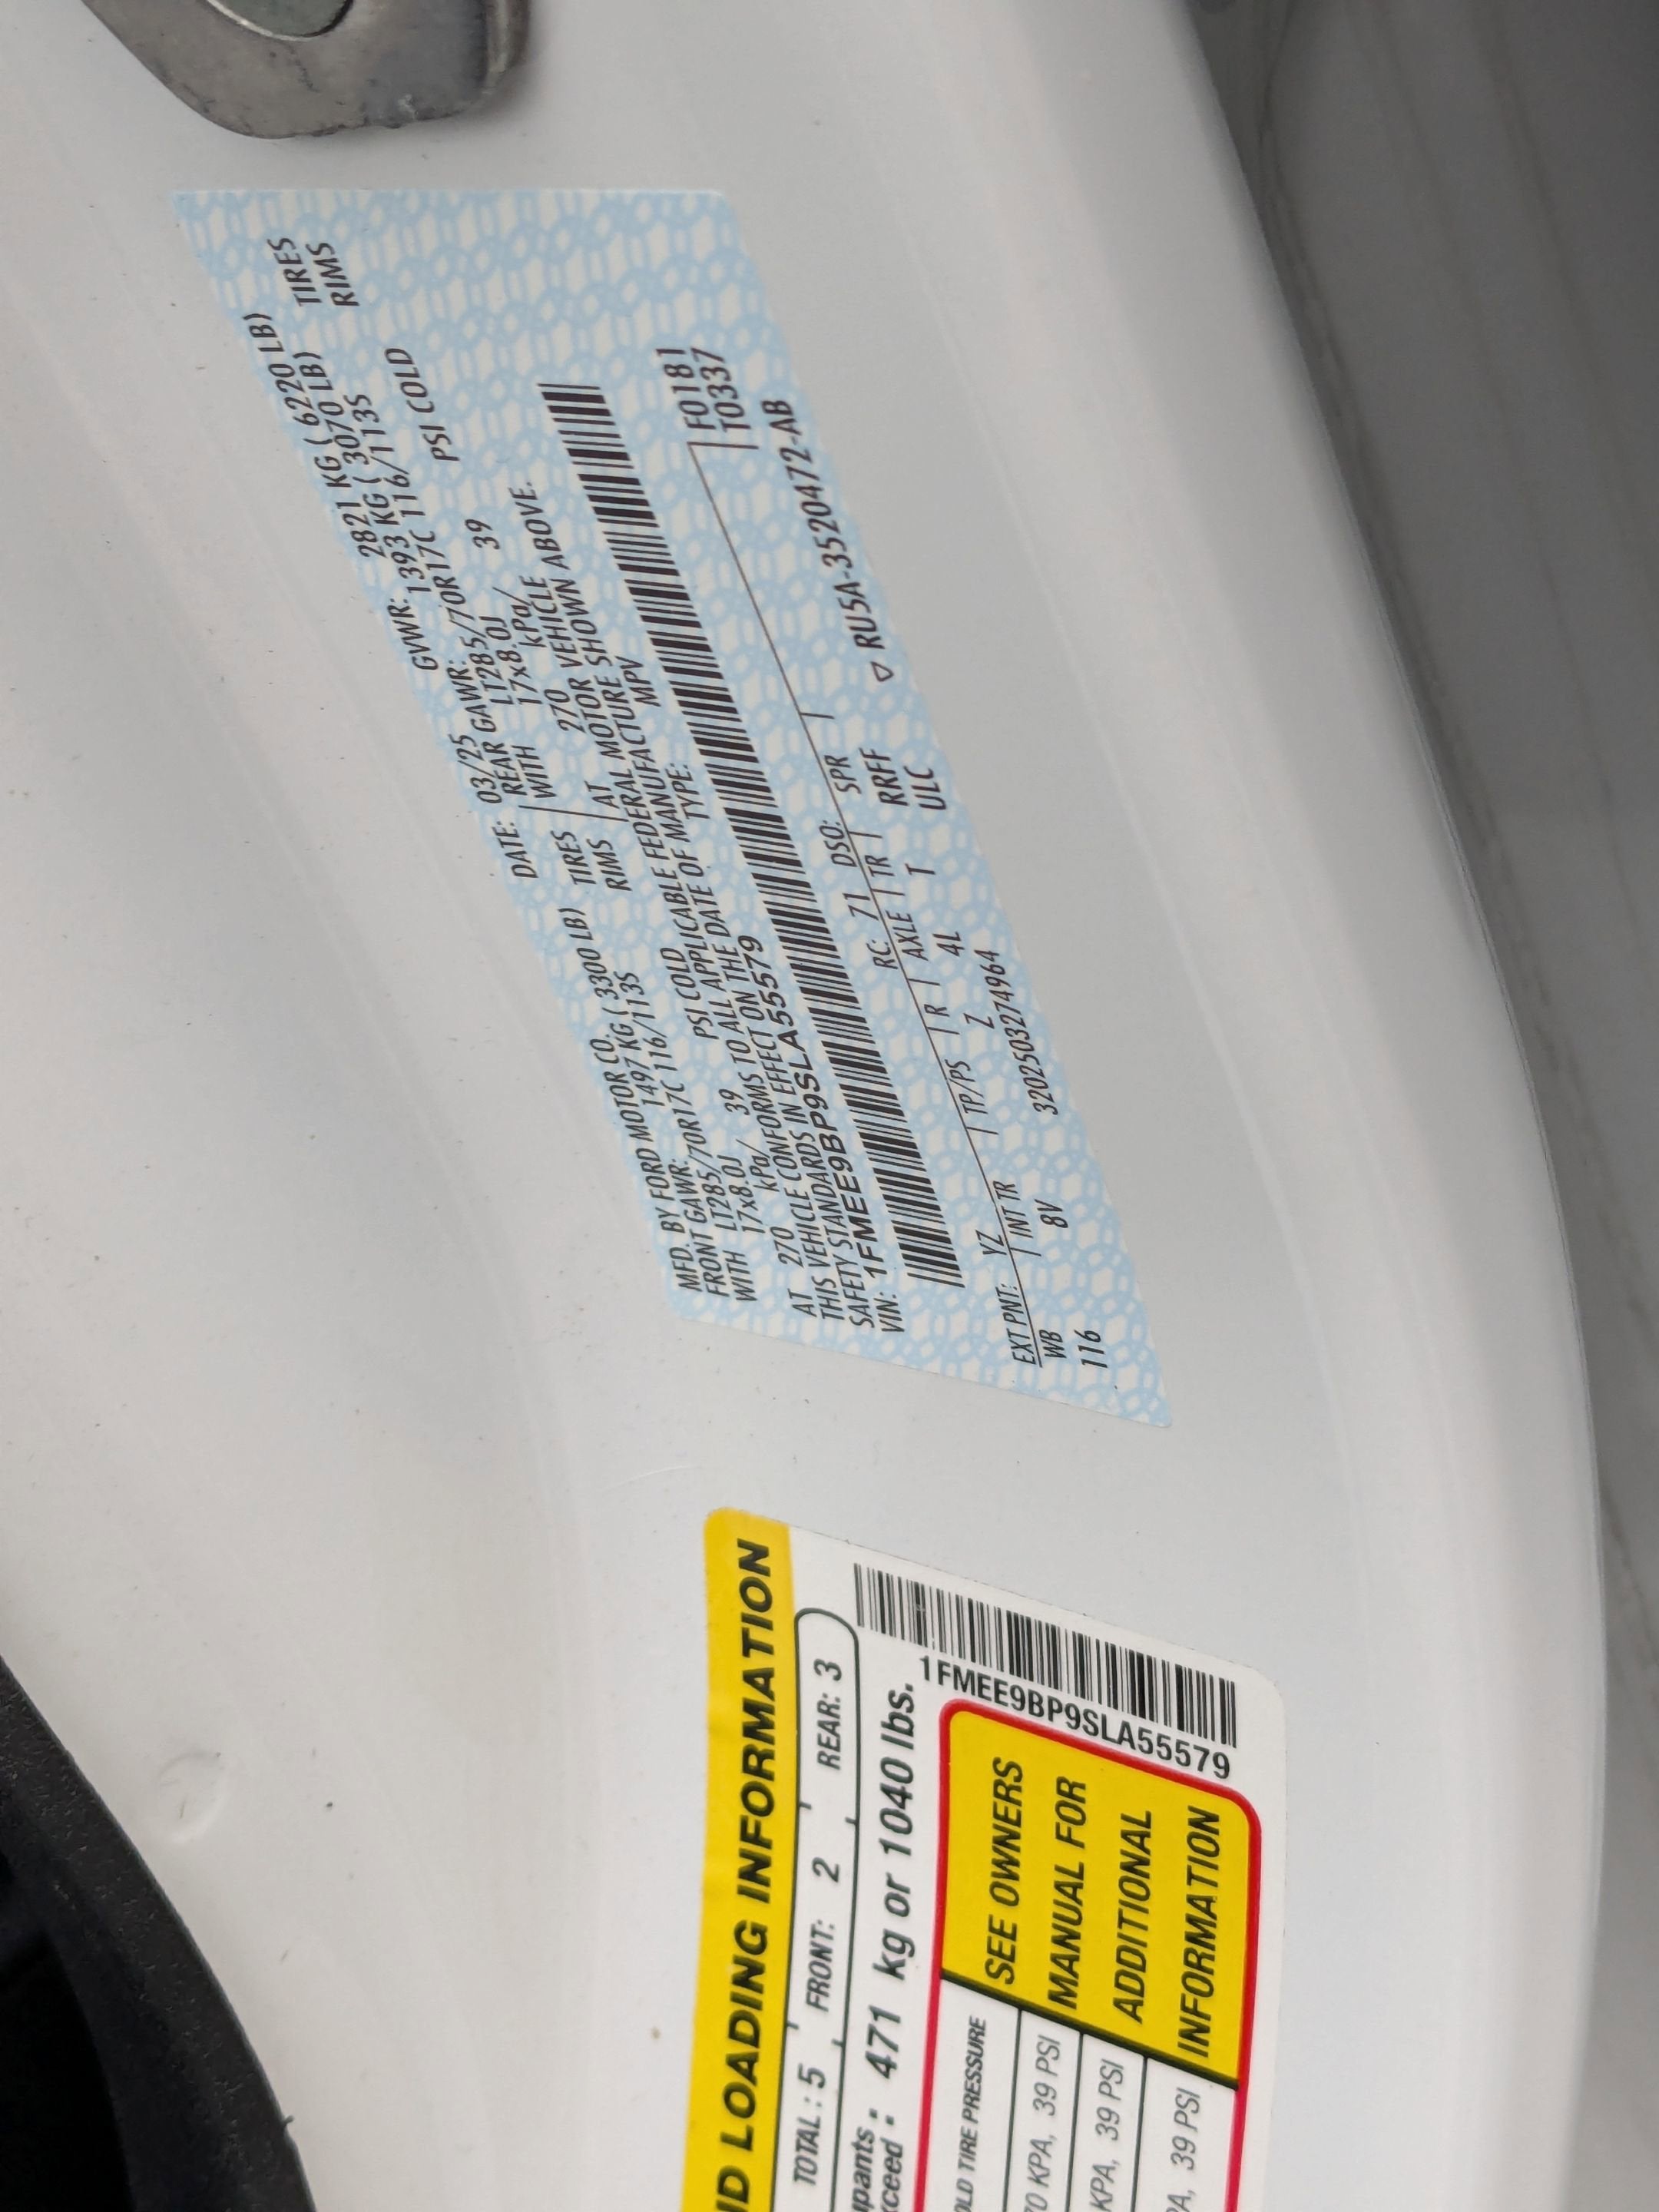 MFD. BY FORD MOTOR CO.
DATE: 03/25 GVWR: 2821 KG ( 6220 LB)
FRONT GAWR: 1497 KG ( 3300 LB) REAR GAWR: 1393 KG ( 3070 LB)
WITH LT285/70R17C 116/113S TIRES WITH LT285/70R17C 116/113S TIRES
17x8.0J RIMS 17x8.0J RIMS
AT 270 kPa/ 39 PSI COLD AT 270 kPa/ 39 PSI COLD
THIS VEHICLE CONFORMS TO ALL APPLICABLE FEDERAL MOTOR VEHICLE
SAFETY STANDARDS IN EFFECT ON THE DATE OF MANUFACTURE SHOWN ABOVE.
VIN: 1FMEE9BP9SLA55579 TYPE: MPV
F0181
T0337
EXT PNT: YZ RC: 71 DSO:
WB INT TR TP/PS R AXLE TR SPR
116 8V Z 4L T RRFF
ULC
3202503274964
▽ RU5A-3520472-AB
ND LOADING INFORMATION
TOTAL : 5 FRONT: 2 REAR: 3
upants
xceed : 471 kg or 1040 lbs.
1FMEE9BP9SLA55579
OLD TIRE PRESSURE
70 KPA, 39 PSI
KPA, 39 PSI
PA, 39 PSI
SEE OWNERS
MANUAL FOR
ADDITIONAL
INFORMATION